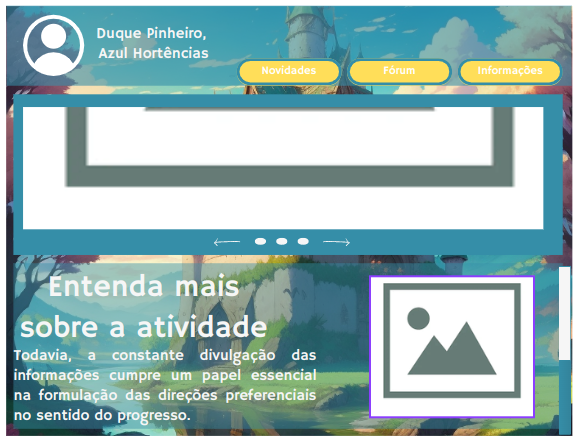 Duque Pinheiro,
Azul Hortências
Novidades
Fórum
Informações
Entenda mais
sobre a atividade
Todavia, a constante divulgação das
informações cumpre um papel essencial
na formulação das direções preferenciais
no sentido do progresso.